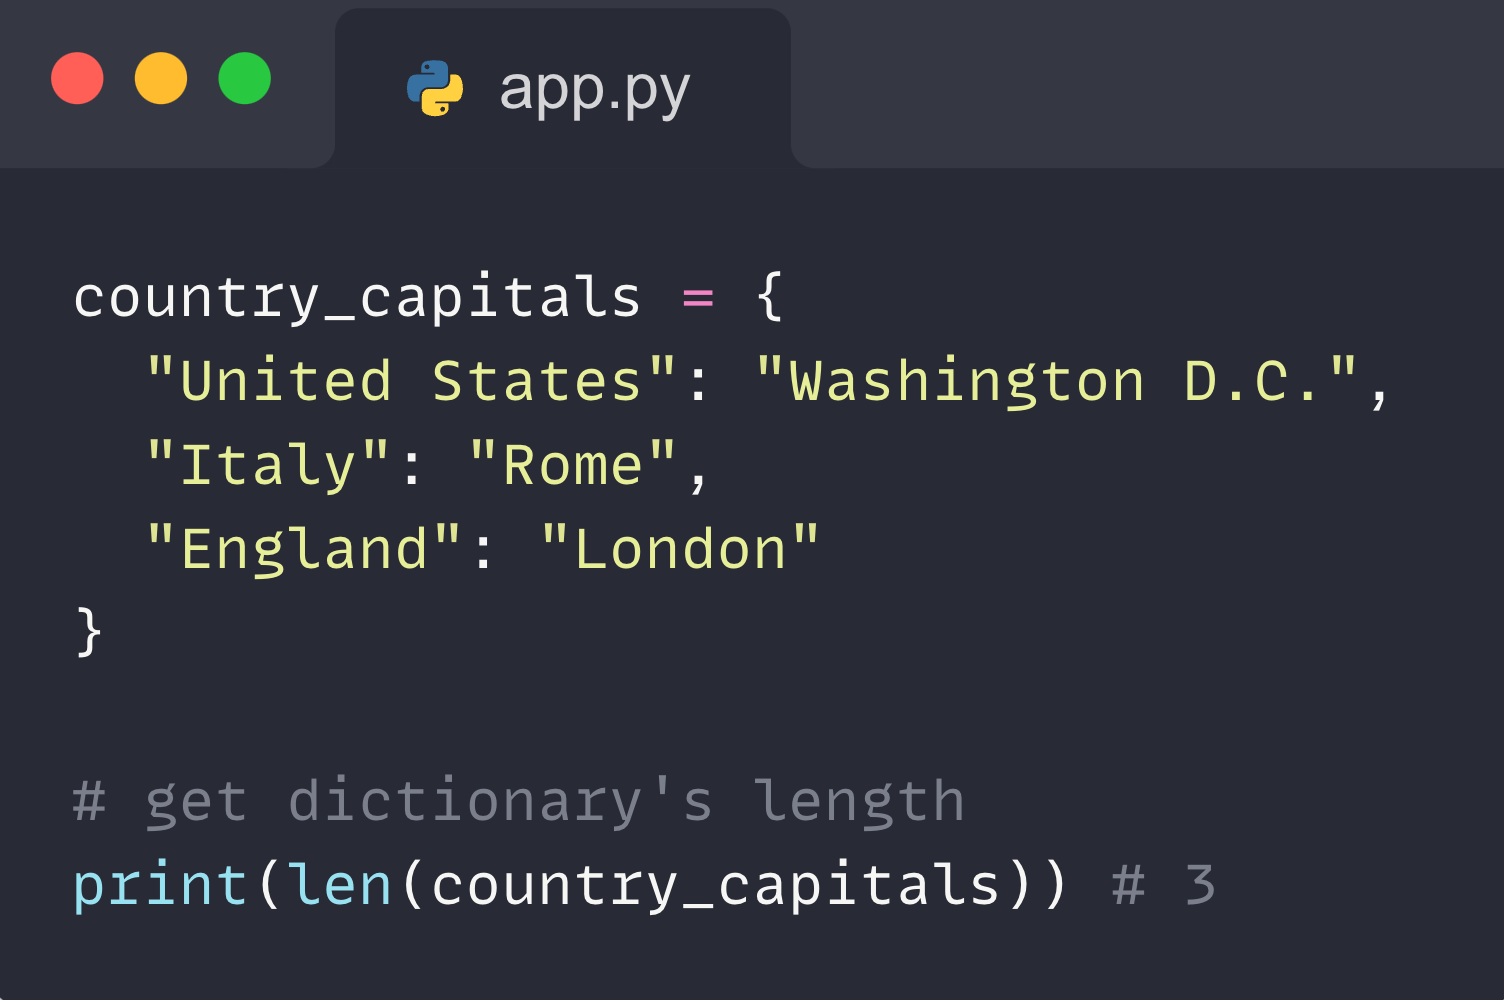 app.py
country_capitals = {
  "United States": "Washington D.C.",
  "Italy": "Rome",
  "England": "London"
}
# get dictionary's length
print(len(country_capitals)) # 3